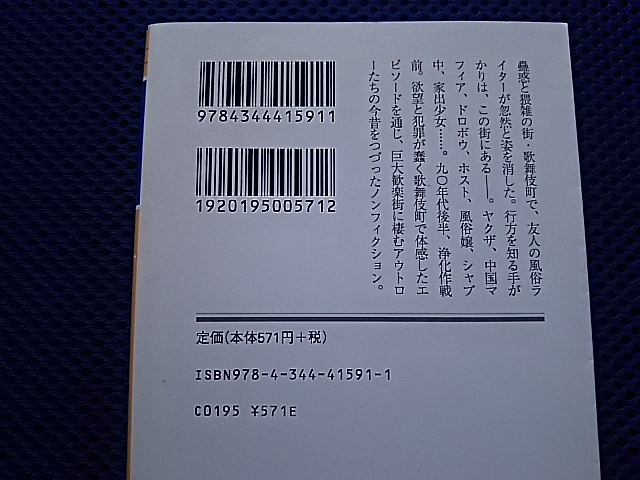 蠱惑と猥雑の街・歌舞伎町で、友人の風俗ラ
イターが忽然と姿を消した。行方を知る手が
かりは、この街にある——。ヤクザ、中国マ
フィア、ドロボウ、ホスト、風俗嬢、シャブ
中、家出少女……。九〇年代後半、浄化作戦
前。欲望と犯罪が蠢く歌舞伎町で体感したエ
ピソードを通じ、巨大歓楽街に棲むアウトロ
ーたちの今昔をつづったノンフィクション。
9784344415911
1920195005712
定価(本体571円+税)
ISBN978-4-344-41591-1
C0195 ¥571E